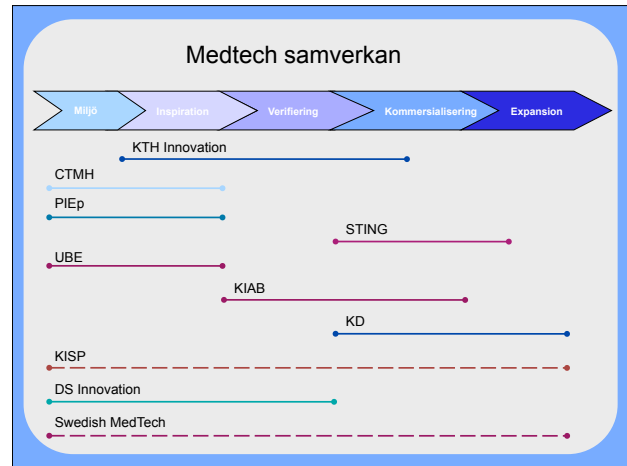 Medtech samverkan
Miljö Inspiration Verifiering Kommersialisering Expansion
KTH Innovation
CTMH
PIEp
STING
UBE
KIAB
KD
KISP
DS Innovation
Swedish MedTech